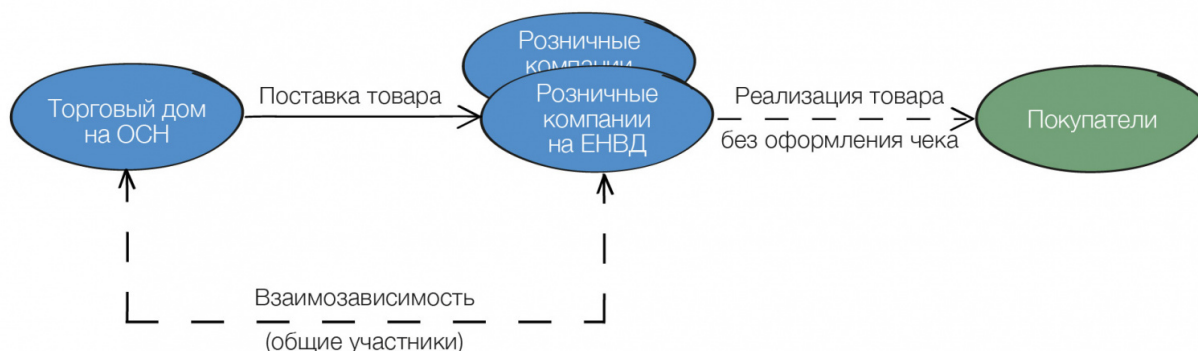 Розничные
компании
Торговый дом
на ОСН
Поставка товара
Розничные
компании
на ЕНВД
Реализация товара
без оформления чека
Покупатели
Взаимозависимость
(общие участники)